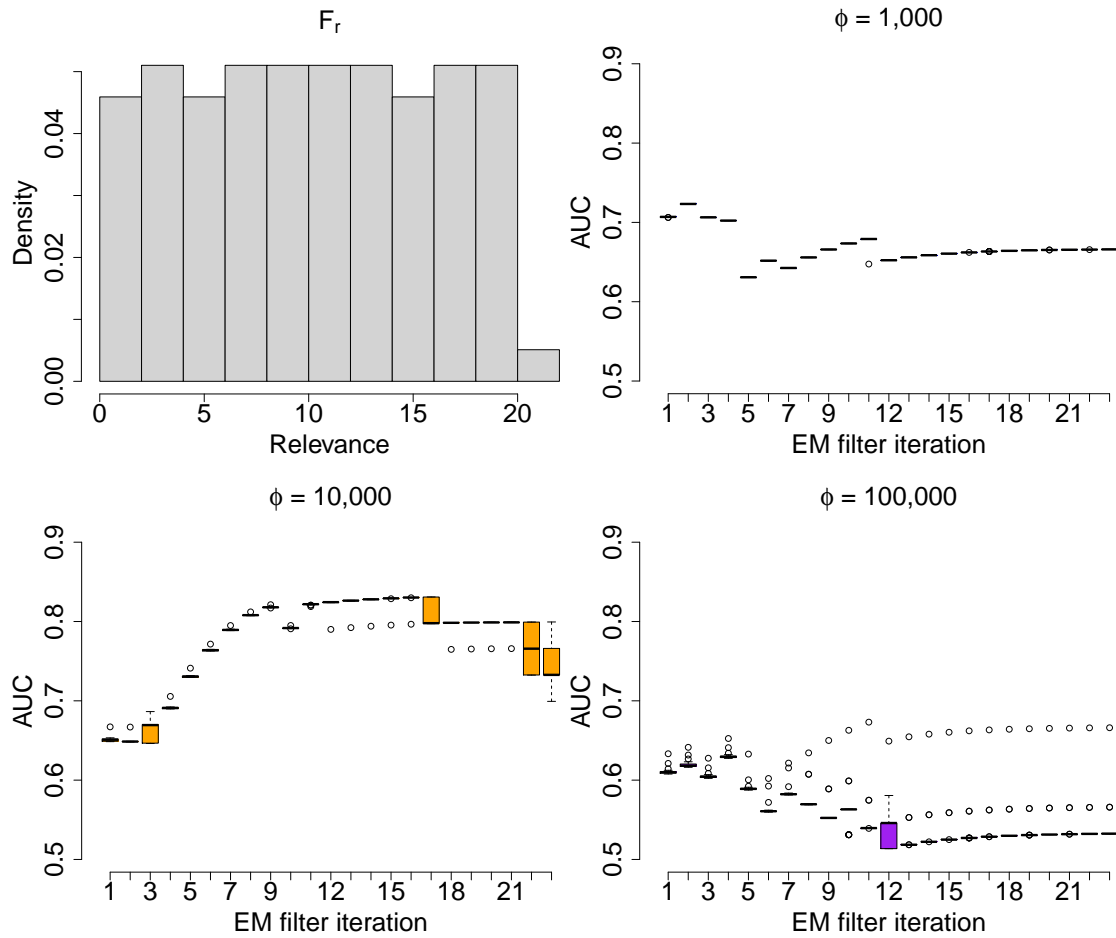 F_r
Density
0.00 0.02 0.04
0 5 10 15 20
Relevance
ϕ = 1,000
AUC
0.5 0.6 0.7 0.8 0.9
1 3 5 7 9 12 15 18 21
EM filter iteration
ϕ = 10,000
AUC
0.5 0.6 0.7 0.8 0.9
1 3 5 7 9 12 15 18 21
EM filter iteration
ϕ = 100,000
AUC
0.5 0.6 0.7 0.8 0.9
1 3 5 7 9 12 15 18 21
EM filter iteration